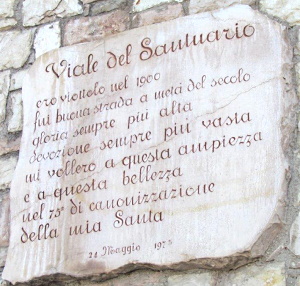 Viale del Santuario
ero viottolo nel 1900
fui buona strada a metà del secolo
gloria sempre più alta
devozione sempre più vasta
mi vollero a questa ampiezza
e a questa bellezza
nel 75° di canonizzazione
della mia Santa
24 Maggio 1975